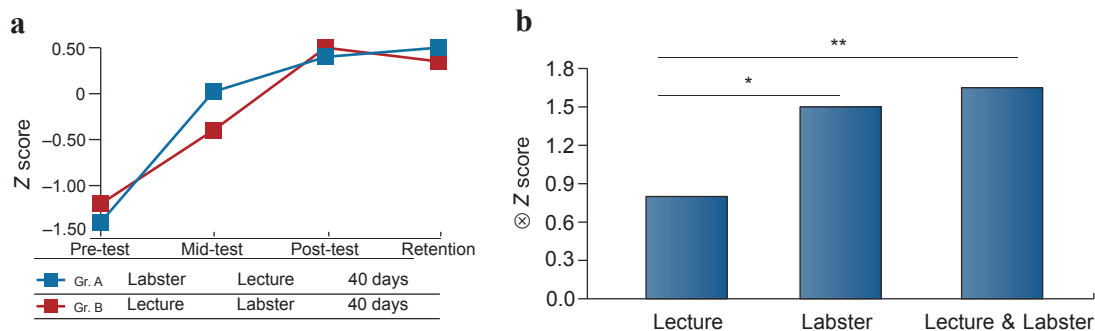 a
0.50
0
–0.50
–1.00
–1.50
Z score
Pre-test Mid-test Post-test Retention
Gr. A Labster Lecture 40 days
Gr. B Lecture Labster 40 days
b
**
*
1.8
1.5
1.2
0.9
0.6
0.3
0.0
⊗ Z score
Lecture Labster Lecture & Labster